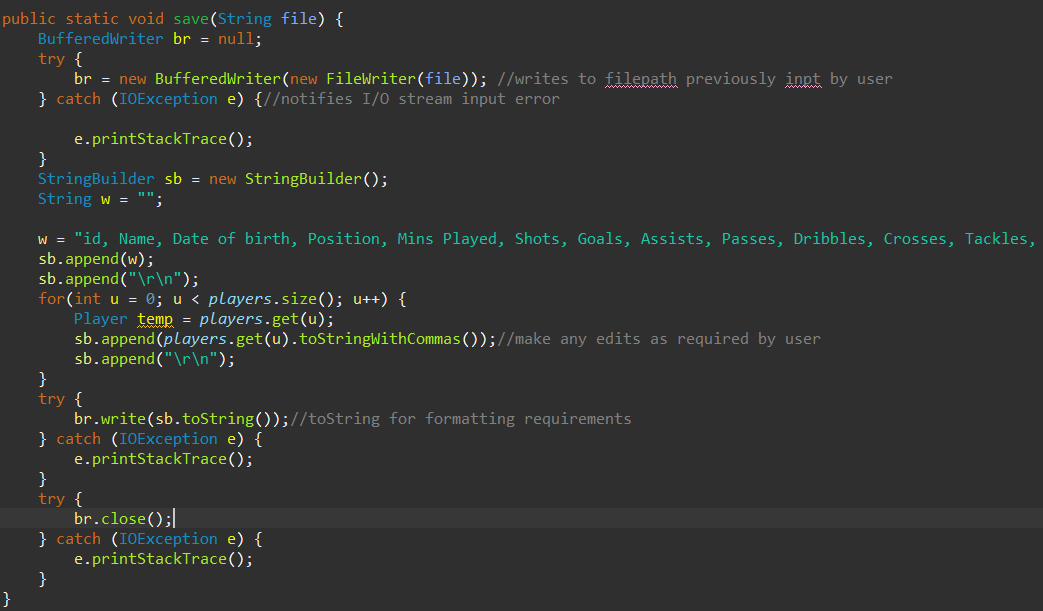 public static void save(String file) {
    BufferedWriter br = null;
    try {
        br = new BufferedWriter(new FileWriter(file)); //writes to filepath previously inpt by user
    } catch (IOException e) {//notifies I/O stream input error

        e.printStackTrace();
    }
    StringBuilder sb = new StringBuilder();
    String w = "";

    w = "id, Name, Date of birth, Position, Mins Played, Shots, Goals, Assists, Passes, Dribbles, Crosses, Tackles,
    sb.append(w);
    sb.append("\r\n");
    for(int u = 0; u < players.size(); u++) {
        Player temp = players.get(u);
        sb.append(players.get(u).toStringWithCommas());//make any edits as required by user
        sb.append("\r\n");
    }
    try {
        br.write(sb.toString());//toString for formatting requirements
    } catch (IOException e) {
        e.printStackTrace();
    }
    try {
        br.close();
    } catch (IOException e) {
        e.printStackTrace();
    }
}